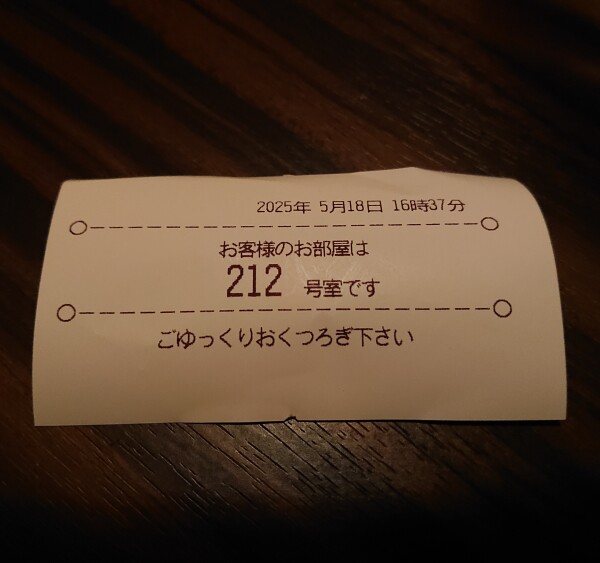 2025年 5月18日 16時37分
お客様のお部屋は
212 号室です
ごゆっくりおくつろぎ下さい